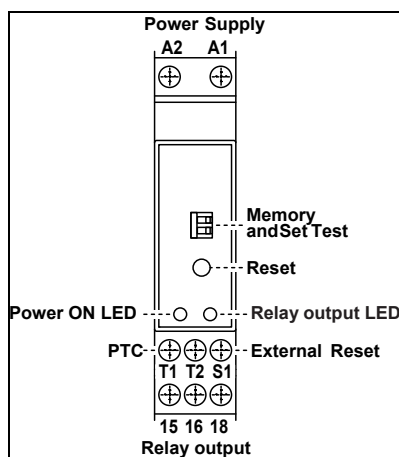 Power Supply
A2 A1
Memory
andSet Test
Reset
Power ON LED
Relay output LED
PTC
External Reset
T1 T2 S1
15 16 18
Relay output